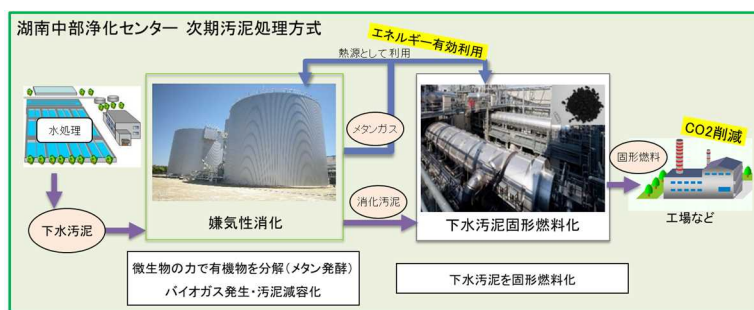 湖南中部浄化センター 次期汚泥処理方式
エネルギー有効利用
熱源として利用
水処理
メタンガス
CO2削減
固形燃料
下水汚泥
嫌気性消化
消化汚泥
下水汚泥固形燃料化
工場など
微生物の力で有機物を分解(メタン発酵)
バイオガス発生・汚泥減容化
下水汚泥を固形燃料化